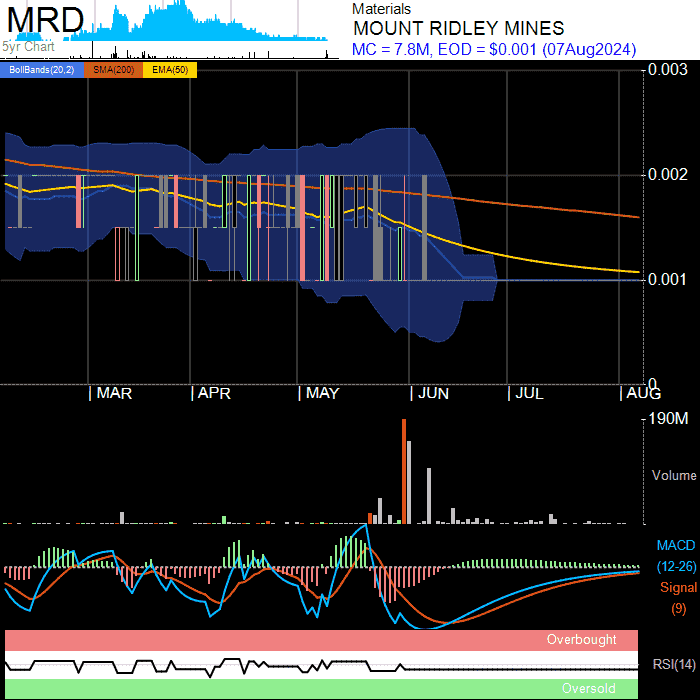 MRD
5yr Chart
Materials
MOUNT RIDLEY MINES
MC = 7.8M, EOD = $0.001 (07Aug2024)
BollBands(20,2) SMA(200) EMA(50)
0.003
0.002
0.001
0
MAR APR MAY JUN JUL AUG
190M
Volume
MACD
(12-26)
Signal
(9)
Overbought
RSI(14)
Oversold